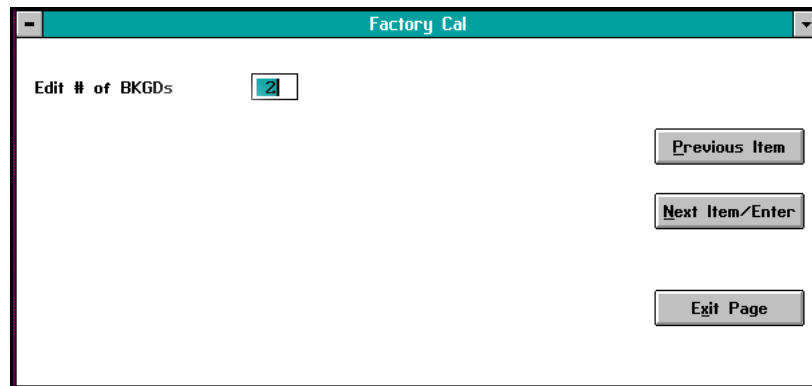 Factory Cal
Edit # of BKGDs 2
Previous Item
Next Item/Enter
Exit Page